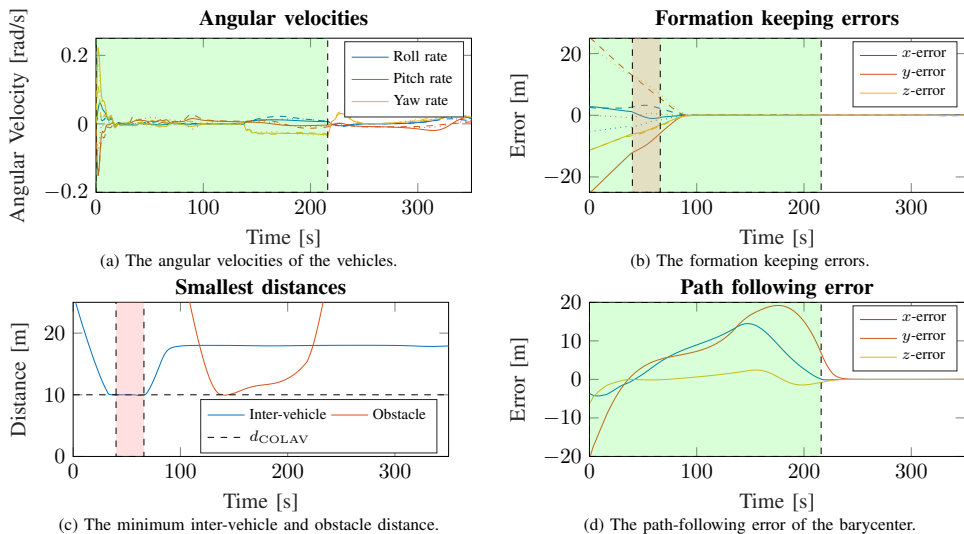 Angular velocities
Angular Velocity [rad/s]
0.2
0
−0.2
Roll rate
Pitch rate
Yaw rate
0 100 200 300
Time [s]
(a) The angular velocities of the vehicles.
Formation keeping errors
Error [m]
20
0
−20
x-error
y-error
z-error
0 100 200 300
Time [s]
(b) The formation keeping errors.
Smallest distances
Distance [m]
20
10
0
Inter-vehicle Obstacle
dCOLAV
0 100 200 300
Time [s]
(c) The minimum inter-vehicle and obstacle distance.
Path following error
Error [m]
20
10
0
−10
20
x-error
y-error
z-error
0 100 200 300
Time [s]
(d) The path-following error of the barycenter.